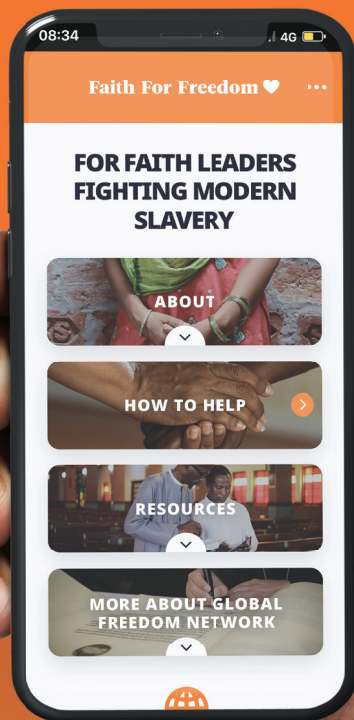 08:34
4G
Faith For Freedom
FOR FAITH LEADERS
FIGHTING MODERN
SLAVERY
ABOUT
HOW TO HELP
RESOURCES
MORE ABOUT GLOBAL
FREEDOM NETWORK